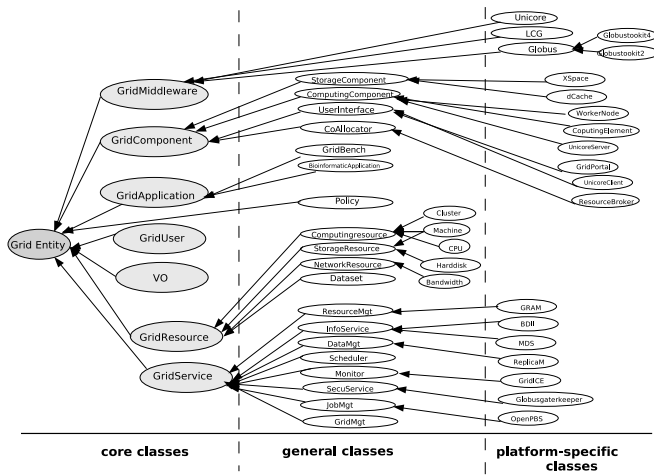 Unicore
LCG
Globus
Globustookit4
Globustookit2
GridMiddleware
StorageComponent
XSpace
ComputingComponent
dCache
UserInterface
WorkerNode
GridComponent
CoAllocator
CoputingElement
GridBench
UnicoreServer
BioinformaticApplication
GridPortal
GridApplication
UnicoreClient
Policy
ResourceBroker
GridUser
Grid Entity
VO
Computingresource
Cluster
StorageResource
Machine
CPU
NetworkResource
Harddisk
Dataset
Bandwidth
GridResource
ResourceMgt
GRAM
InfoService
BDII
DataMgt
MDS
Scheduler
ReplicaM
GridService
Monitor
GridICE
SecuService
Globusgaterkeeper
JobMgt
OpenPBS
GridMgt
core classes
general classes
platform-specific
classes